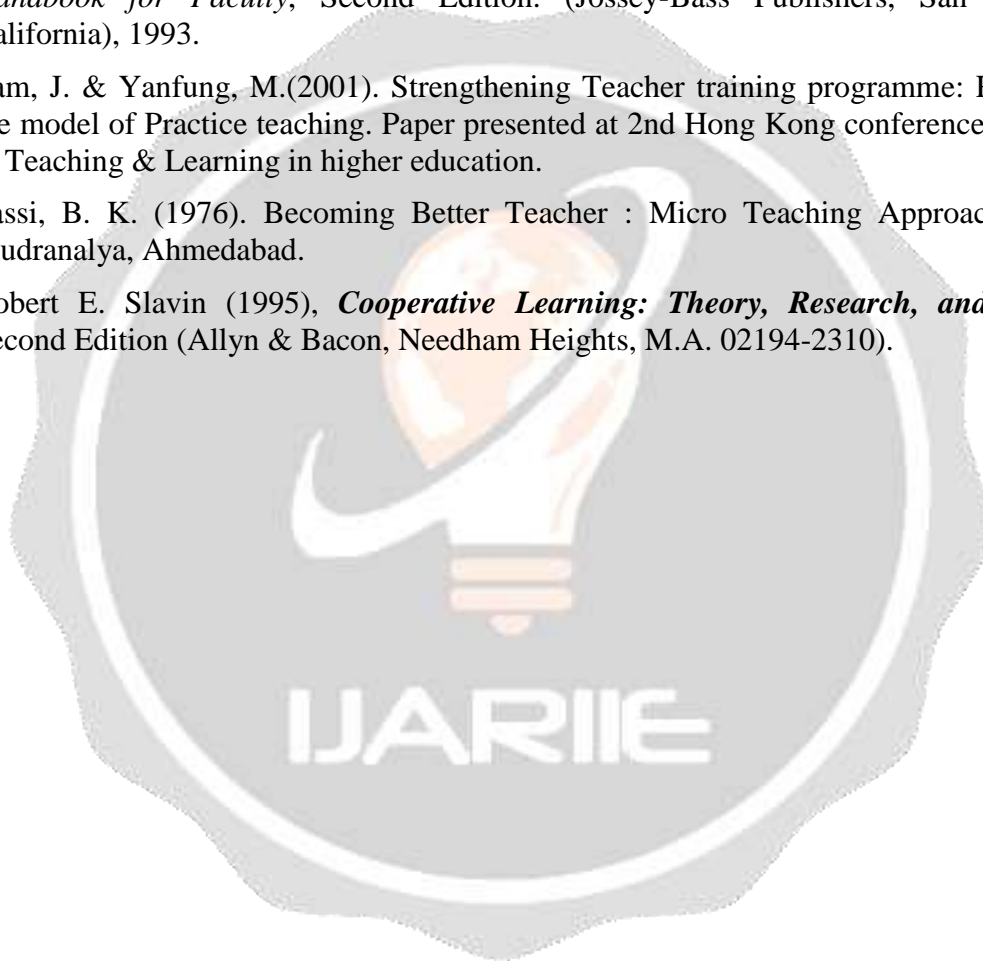 andbook for Faculty, Second Edition. (Jossey-Bass Publishers, San
alifornia), 1993.
am, J. & Yanfung, M.(2001). Strengthening Teacher training programme:
e model of Practice teaching. Paper presented at 2nd Hong Kong conference
Teaching & Learning in higher education.
assi, B. K. (1976). Becoming Better Teacher : Micro Teaching Approac
udranalya, Ahmedabad.
obert E. Slavin (1995), Cooperative Learning: Theory, Research, and
econd Edition (Allyn & Bacon, Needham Heights, M.A. 02194-2310).
IJARIIE